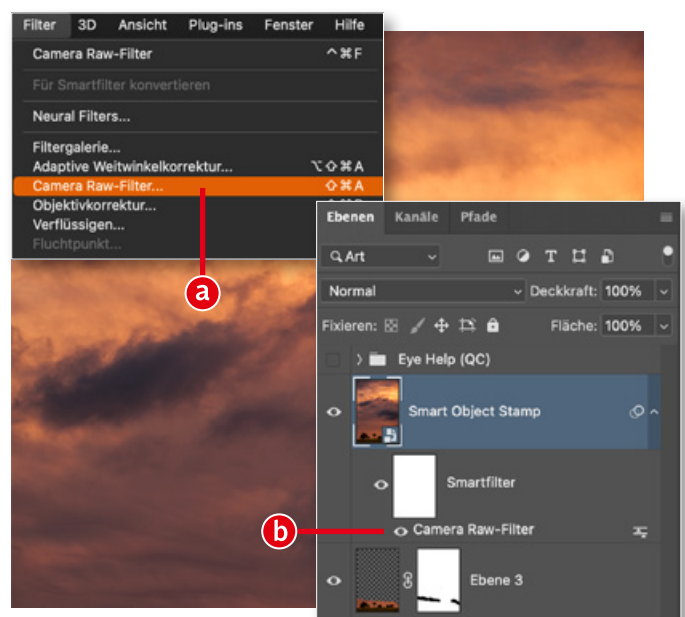 Filter 3D Ansicht Plug-ins Fenster Hilfe
Camera Raw-Filter ^⌘F
Für Smartfilter konvertieren
Neural Filters...
Filtergalerie...
Adaptive Weitwinkelkorrektur... ⌥⇧⌘A
Camera Raw-Filter... ⇧⌘A
Objektivkorrektur...
Verflüssigen...
Fluchtpunkt...
a
Ebenen Kanäle Pfade
Art
Normal Deckkraft: 100%
Fixieren: Fläche: 100%
Eye Help (QC)
Smart Object Stamp
Smartfilter
b
Camera Raw-Filter
Ebene 3